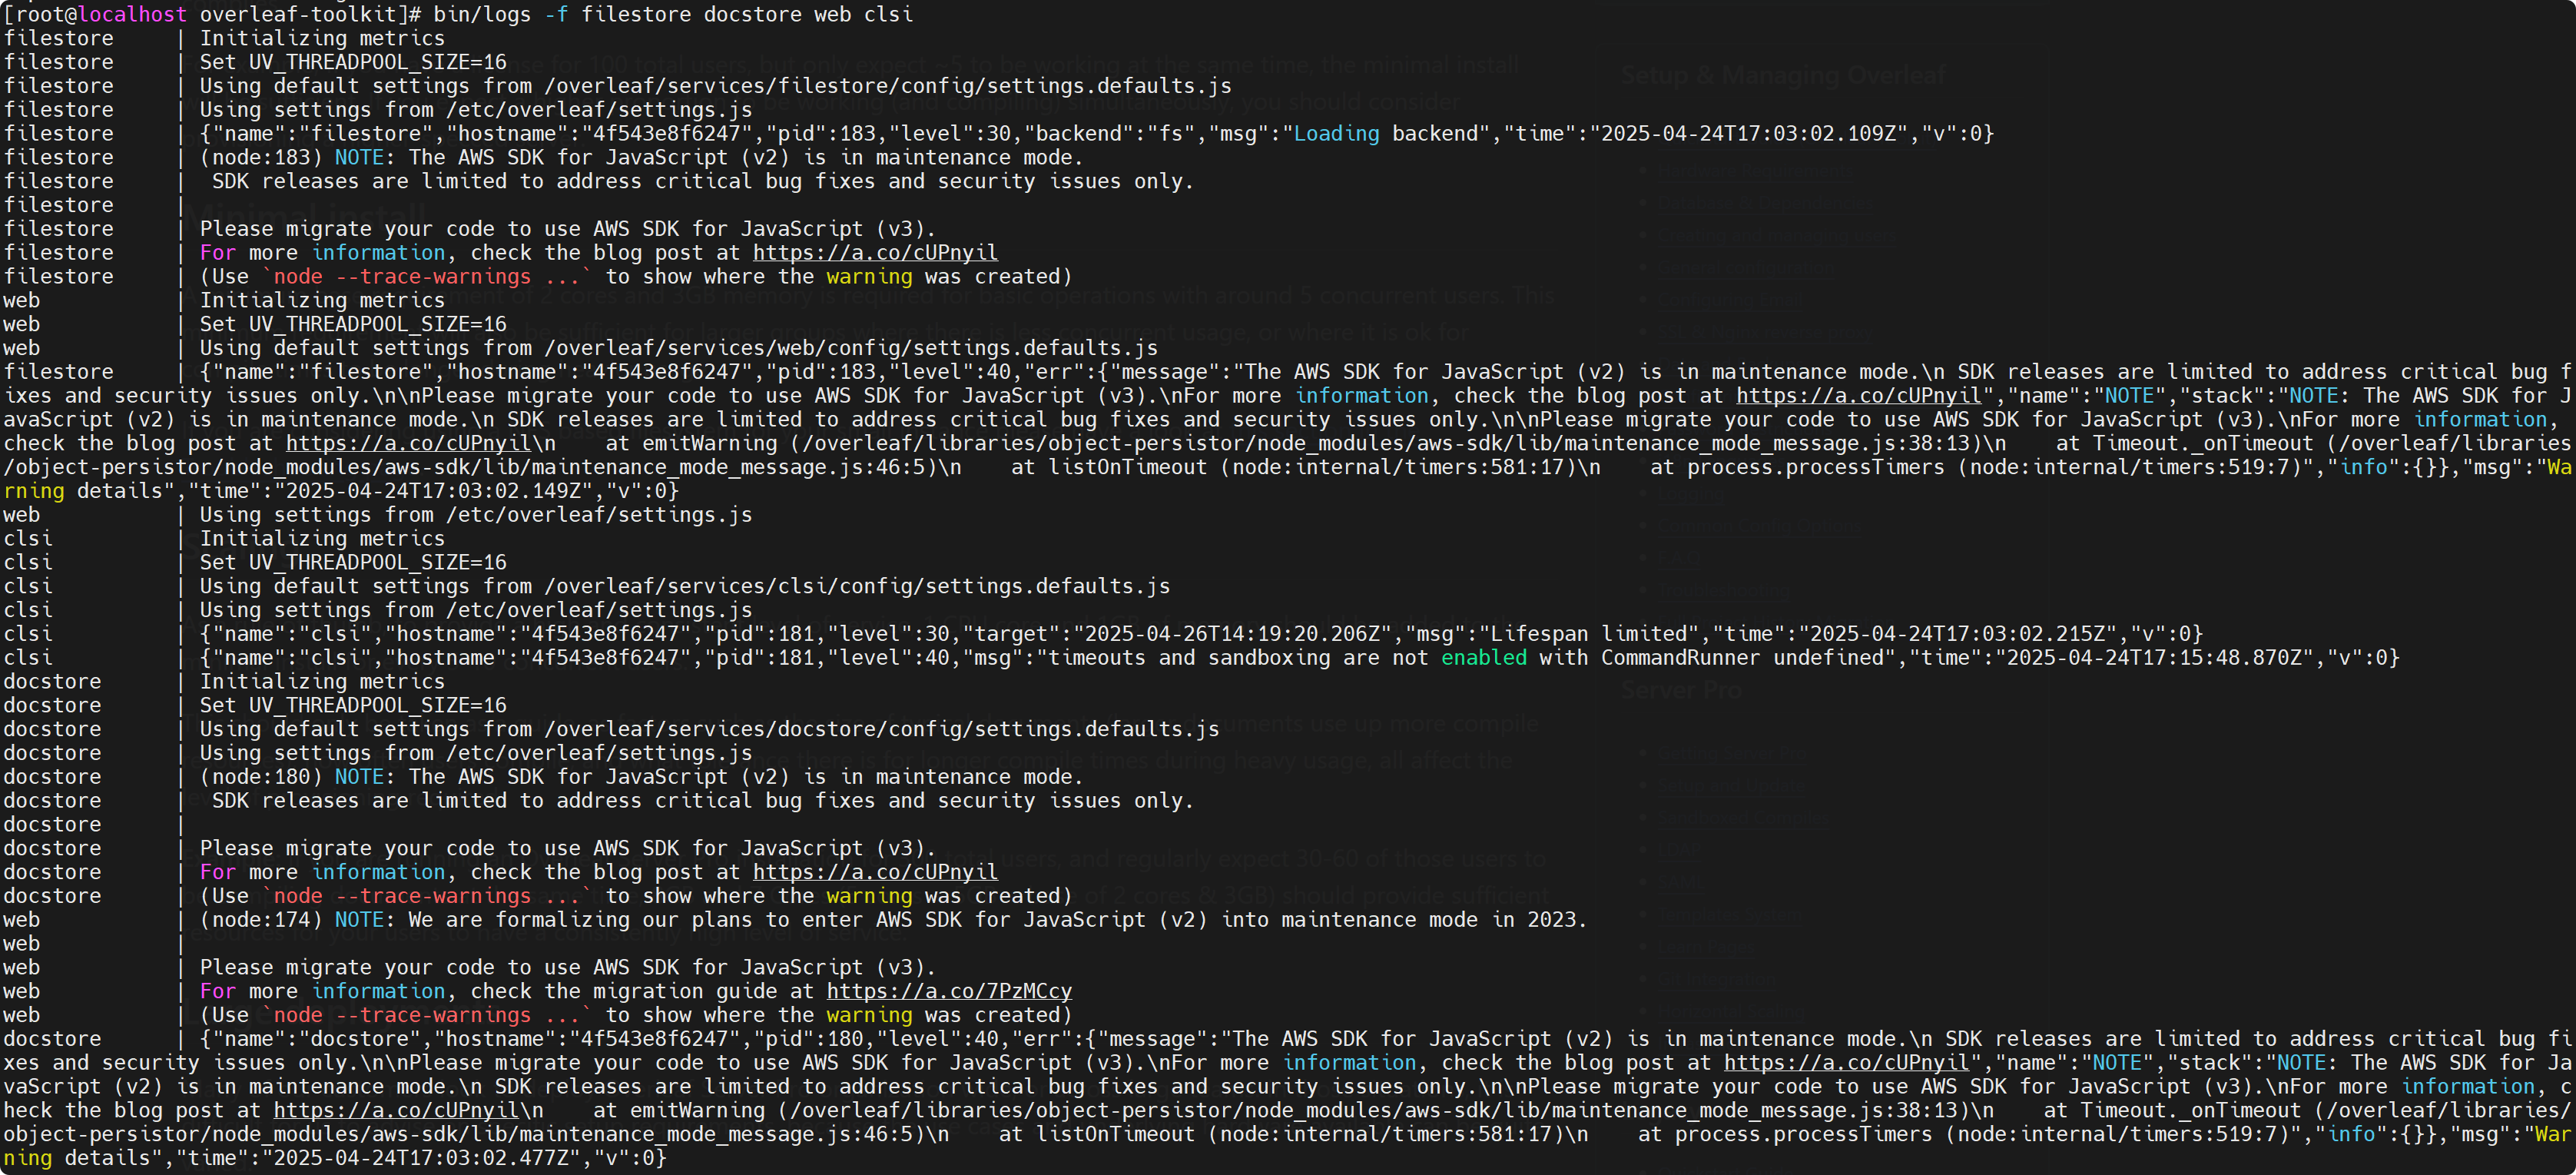 [root@localhost overleaf-toolkit]# bin/logs -f filestore docstore web clsi
filestore     | Initializing metrics
filestore     | Set UV_THREADPOOL_SIZE=16
filestore     | Using default settings from /overleaf/services/filestore/config/settings.defaults.js
filestore     | Using settings from /etc/overleaf/settings.js
filestore     | {"name":"filestore","hostname":"4f543e8f6247","pid":183,"level":30,"backend":"fs","msg":"Loading backend","time":"2025-04-24T17:03:02.109Z","v":0}
filestore     | (node:183) NOTE: The AWS SDK for JavaScript (v2) is in maintenance mode.
filestore     |  SDK releases are limited to address critical bug fixes and security issues only.
filestore     |
filestore     | Please migrate your code to use AWS SDK for JavaScript (v3).
filestore     | For more information, check the blog post at https://a.co/cUPnyil
filestore     | (Use `node --trace-warnings ...` to show where the warning was created)
web           | Initializing metrics
web           | Set UV_THREADPOOL_SIZE=16
web           | Using default settings from /overleaf/services/web/config/settings.defaults.js
filestore     | {"name":"filestore","hostname":"4f543e8f6247","pid":183,"level":40,"err":{"message":"The AWS SDK for JavaScript (v2) is in maintenance mode.\n SDK releases are limited to address critical bug f
ixes and security issues only.\n\nPlease migrate your code to use AWS SDK for JavaScript (v3).\nFor more information, check the blog post at https://a.co/cUPnyil","name":"NOTE","stack":"NOTE: The AWS SDK for J
avaScript (v2) is in maintenance mode.\n SDK releases are limited to address critical bug fixes and security issues only.\n\nPlease migrate your code to use AWS SDK for JavaScript (v3).\nFor more information,
check the blog post at https://a.co/cUPnyil\n    at emitWarning (/overleaf/libraries/object-persistor/node_modules/aws-sdk/lib/maintenance_mode_message.js:38:13)\n    at Timeout._onTimeout (/overleaf/libraries
/object-persistor/node_modules/aws-sdk/lib/maintenance_mode_message.js:46:5)\n    at listOnTimeout (node:internal/timers:581:17)\n    at process.processTimers (node:internal/timers:519:7)","info":{}},"msg":"Wa
rning details","time":"2025-04-24T17:03:02.149Z","v":0}
web           | Using settings from /etc/overleaf/settings.js
clsi          | Initializing metrics
clsi          | Set UV_THREADPOOL_SIZE=16
clsi          | Using default settings from /overleaf/services/clsi/config/settings.defaults.js
clsi          | Using settings from /etc/overleaf/settings.js
clsi          | {"name":"clsi","hostname":"4f543e8f6247","pid":181,"level":30,"target":"2025-04-26T14:19:20.206Z","msg":"Lifespan limited","time":"2025-04-24T17:03:02.215Z","v":0}
clsi          | {"name":"clsi","hostname":"4f543e8f6247","pid":181,"level":40,"msg":"timeouts and sandboxing are not enabled with CommandRunner undefined","time":"2025-04-24T17:15:48.870Z","v":0}
docstore      | Initializing metrics
docstore      | Set UV_THREADPOOL_SIZE=16
docstore      | Using default settings from /overleaf/services/docstore/config/settings.defaults.js
docstore      | Using settings from /etc/overleaf/settings.js
docstore      | (node:180) NOTE: The AWS SDK for JavaScript (v2) is in maintenance mode.
docstore      |  SDK releases are limited to address critical bug fixes and security issues only.
docstore      |
docstore      | Please migrate your code to use AWS SDK for JavaScript (v3).
docstore      | For more information, check the blog post at https://a.co/cUPnyil
docstore      | (Use `node --trace-warnings ...` to show where the warning was created)
web           | (node:174) NOTE: We are formalizing our plans to enter AWS SDK for JavaScript (v2) into maintenance mode in 2023.
web           |
web           | Please migrate your code to use AWS SDK for JavaScript (v3).
web           | For more information, check the migration guide at https://a.co/7PzMCcy
web           | (Use `node --trace-warnings ...` to show where the warning was created)
docstore      | {"name":"docstore","hostname":"4f543e8f6247","pid":180,"level":40,"err":{"message":"The AWS SDK for JavaScript (v2) is in maintenance mode.\n SDK releases are limited to address critical bug fi
xes and security issues only.\n\nPlease migrate your code to use AWS SDK for JavaScript (v3).\nFor more information, check the blog post at https://a.co/cUPnyil","name":"NOTE","stack":"NOTE: The AWS SDK for Ja
vaScript (v2) is in maintenance mode.\n SDK releases are limited to address critical bug fixes and security issues only.\n\nPlease migrate your code to use AWS SDK for JavaScript (v3).\nFor more information, c
heck the blog post at https://a.co/cUPnyil\n    at emitWarning (/overleaf/libraries/object-persistor/node_modules/aws-sdk/lib/maintenance_mode_message.js:38:13)\n    at Timeout._onTimeout (/overleaf/libraries/
object-persistor/node_modules/aws-sdk/lib/maintenance_mode_message.js:46:5)\n    at listOnTimeout (node:internal/timers:581:17)\n    at process.processTimers (node:internal/timers:519:7)","info":{}},"msg":"War
ning details","time":"2025-04-24T17:03:02.477Z","v":0}